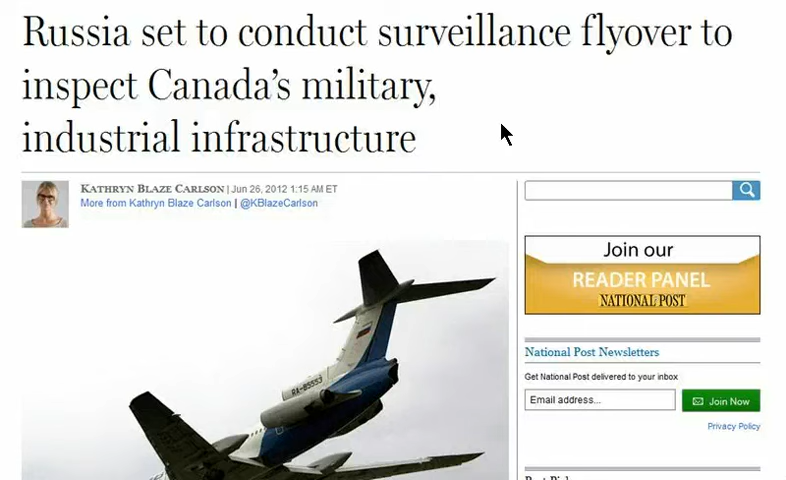 Russia set to conduct surveillance flyover to
inspect Canada's military,
industrial infrastructure
KATHRYN BLAZE CARLSON | Jun 26, 2012 1:15 AM ET
More from Kathryn Blaze Carlson | @KBlazeCarlson
Join our
READER PANEL
NATIONAL POST
National Post Newsletters
Get National Post delivered to your inbox
Email address...
Join Now
Privacy Policy
RA-85553